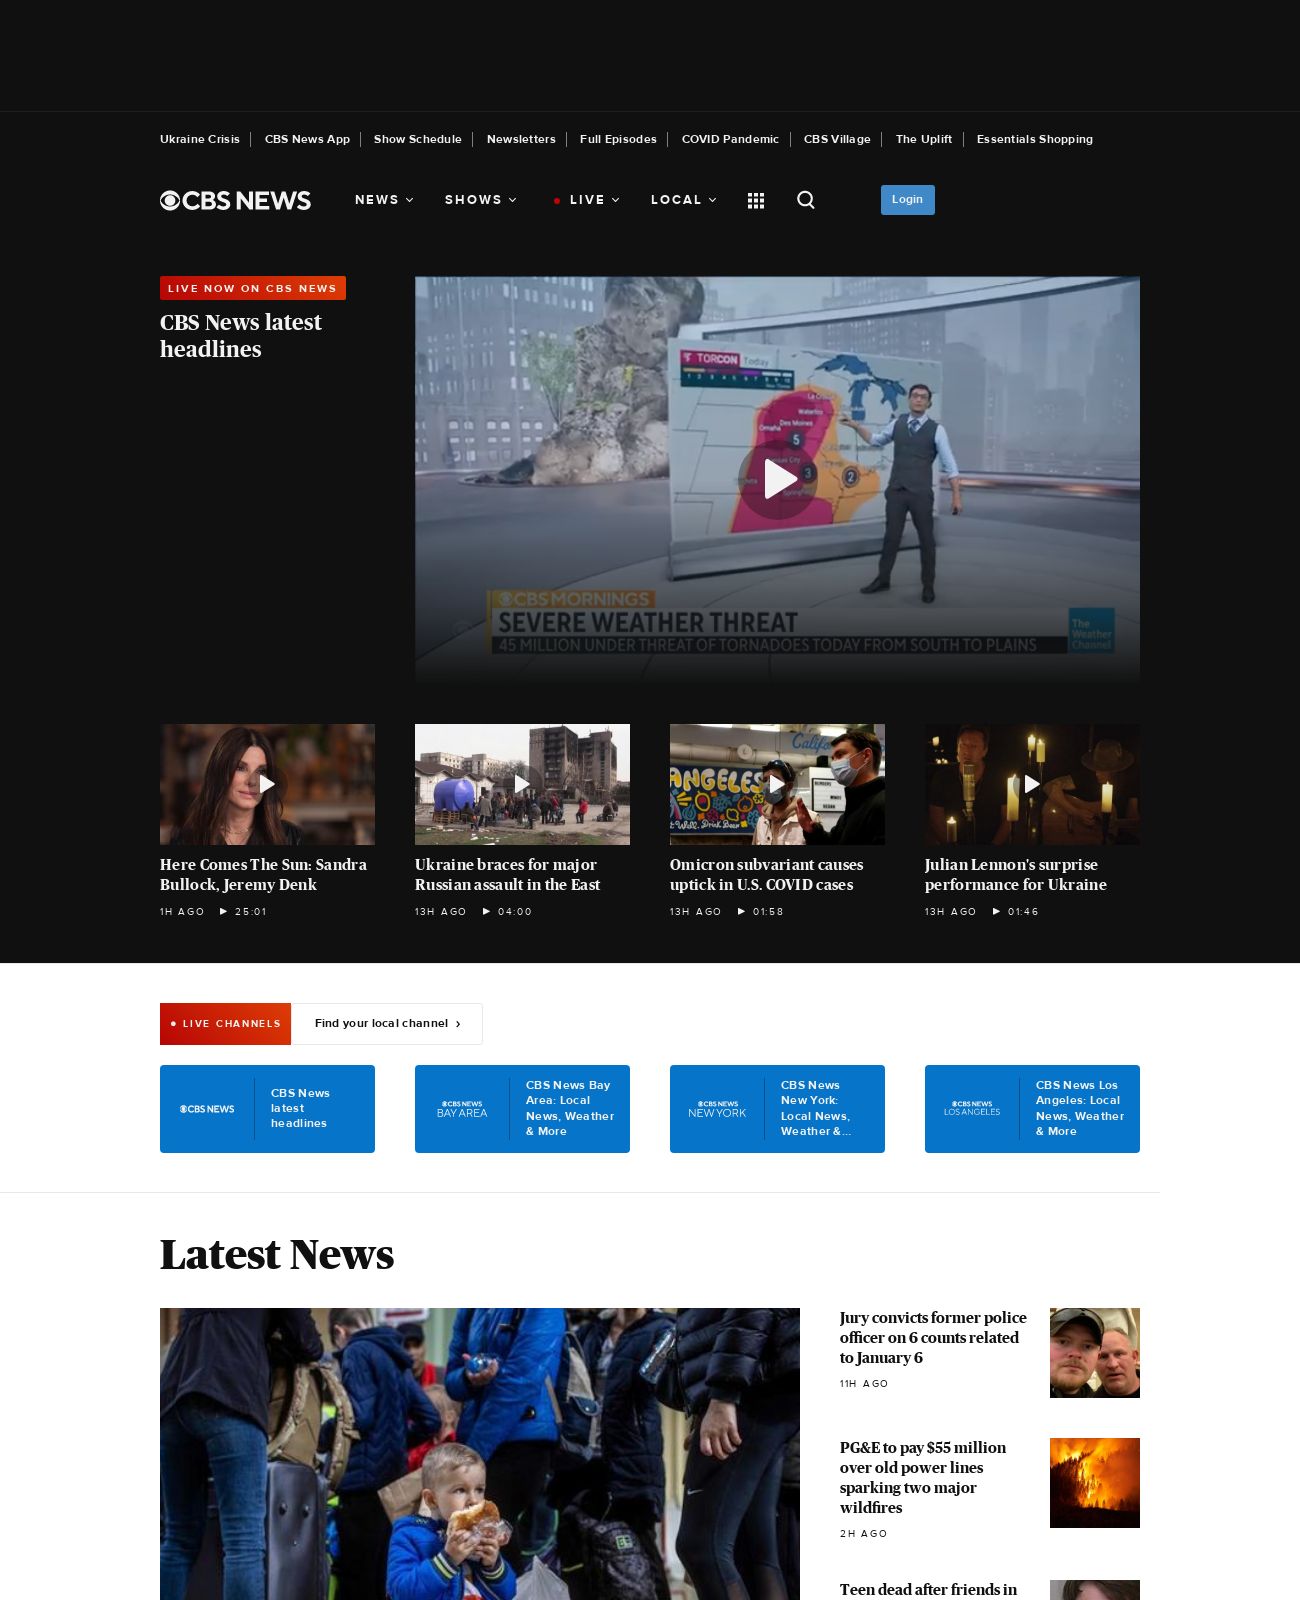 Ukraine Crisis
CBS News App
Show Schedule
Newsletters
Full Episodes
COVID Pandemic
CBS Village
The Uplift
Essentials Shopping
CBS NEWS
NEWS
SHOWS
LIVE
LOCAL
Login
LIVE NOW ON CBS NEWS
CBS News latest
headlines
TORCON Today
Waterloo
Des Moines
Omaha
5
3
2
CBS MORNINGS
SEVERE WEATHER THREAT
45 MILLION UNDER THREAT OF TORNADOES TODAY FROM SOUTH TO PLAINS
The
Weather
Channel
Here Comes The Sun: Sandra
Bullock, Jeremy Denk
1H AGO
25:01
Ukraine braces for major
Russian assault in the East
13H AGO
04:00
ANGELES
Omicron subvariant causes
uptick in U.S. COVID cases
13H AGO
01:58
Julian Lennon's surprise
performance for Ukraine
13H AGO
01:46
LIVE CHANNELS
Find your local channel ›
CBS NEWS
CBS News
latest
headlines
CBS NEWS
BAY AREA
CBS News Bay
Area: Local
News, Weather
& More
CBS NEWS
NEW YORK
CBS News
New York:
Local News,
Weather &...
CBS NEWS
LOS ANGELES
CBS News Los
Angeles: Local
News, Weather
& More
Latest News
Jury convicts former police
officer on 6 counts related
to January 6
11H AGO
PG&E to pay $55 million
over old power lines
sparking two major
wildfires
2H AGO
Teen dead after friends in